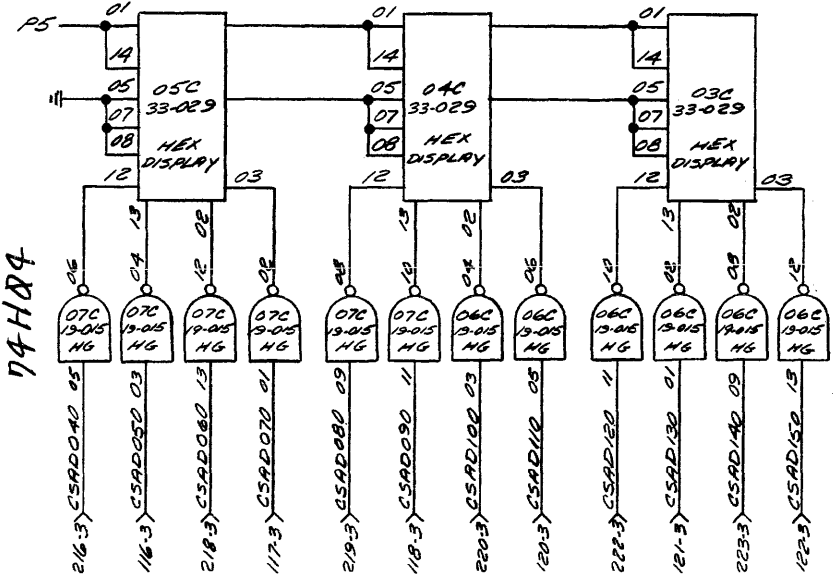 P5
01
14
05
07
08
12
05C
33-029
HEX
DISPLAY
03
13
02
01
14
05
07
08
12
04C
33-029
HEX
DISPLAY
03
13
02
01
14
05
07
08
12
03C
33-029
HEX
DISPLAY
03
13
02
74H04
06
07C
19-015
HG
05
CSAD040
216-3
04
07C
19-015
HG
03
CSAD050
116-3
12
07C
19-015
HG
13
CSAD060
218-3
02
07C
19-015
HG
01
CSAD070
117-3
08
07C
19-015
HG
09
CSAD080
219-3
10
07C
19-015
HG
11
CSAD090
118-3
04
06C
19-015
HG
03
CSAD100
220-3
06
06C
19-015
HG
05
CSAD110
120-3
10
06C
19-015
HG
11
CSAD120
222-3
02
06C
19-015
HG
01
CSAD130
121-3
08
06C
19-015
HG
09
CSAD140
223-3
12
06C
19-015
HG
13
CSAD150
122-3